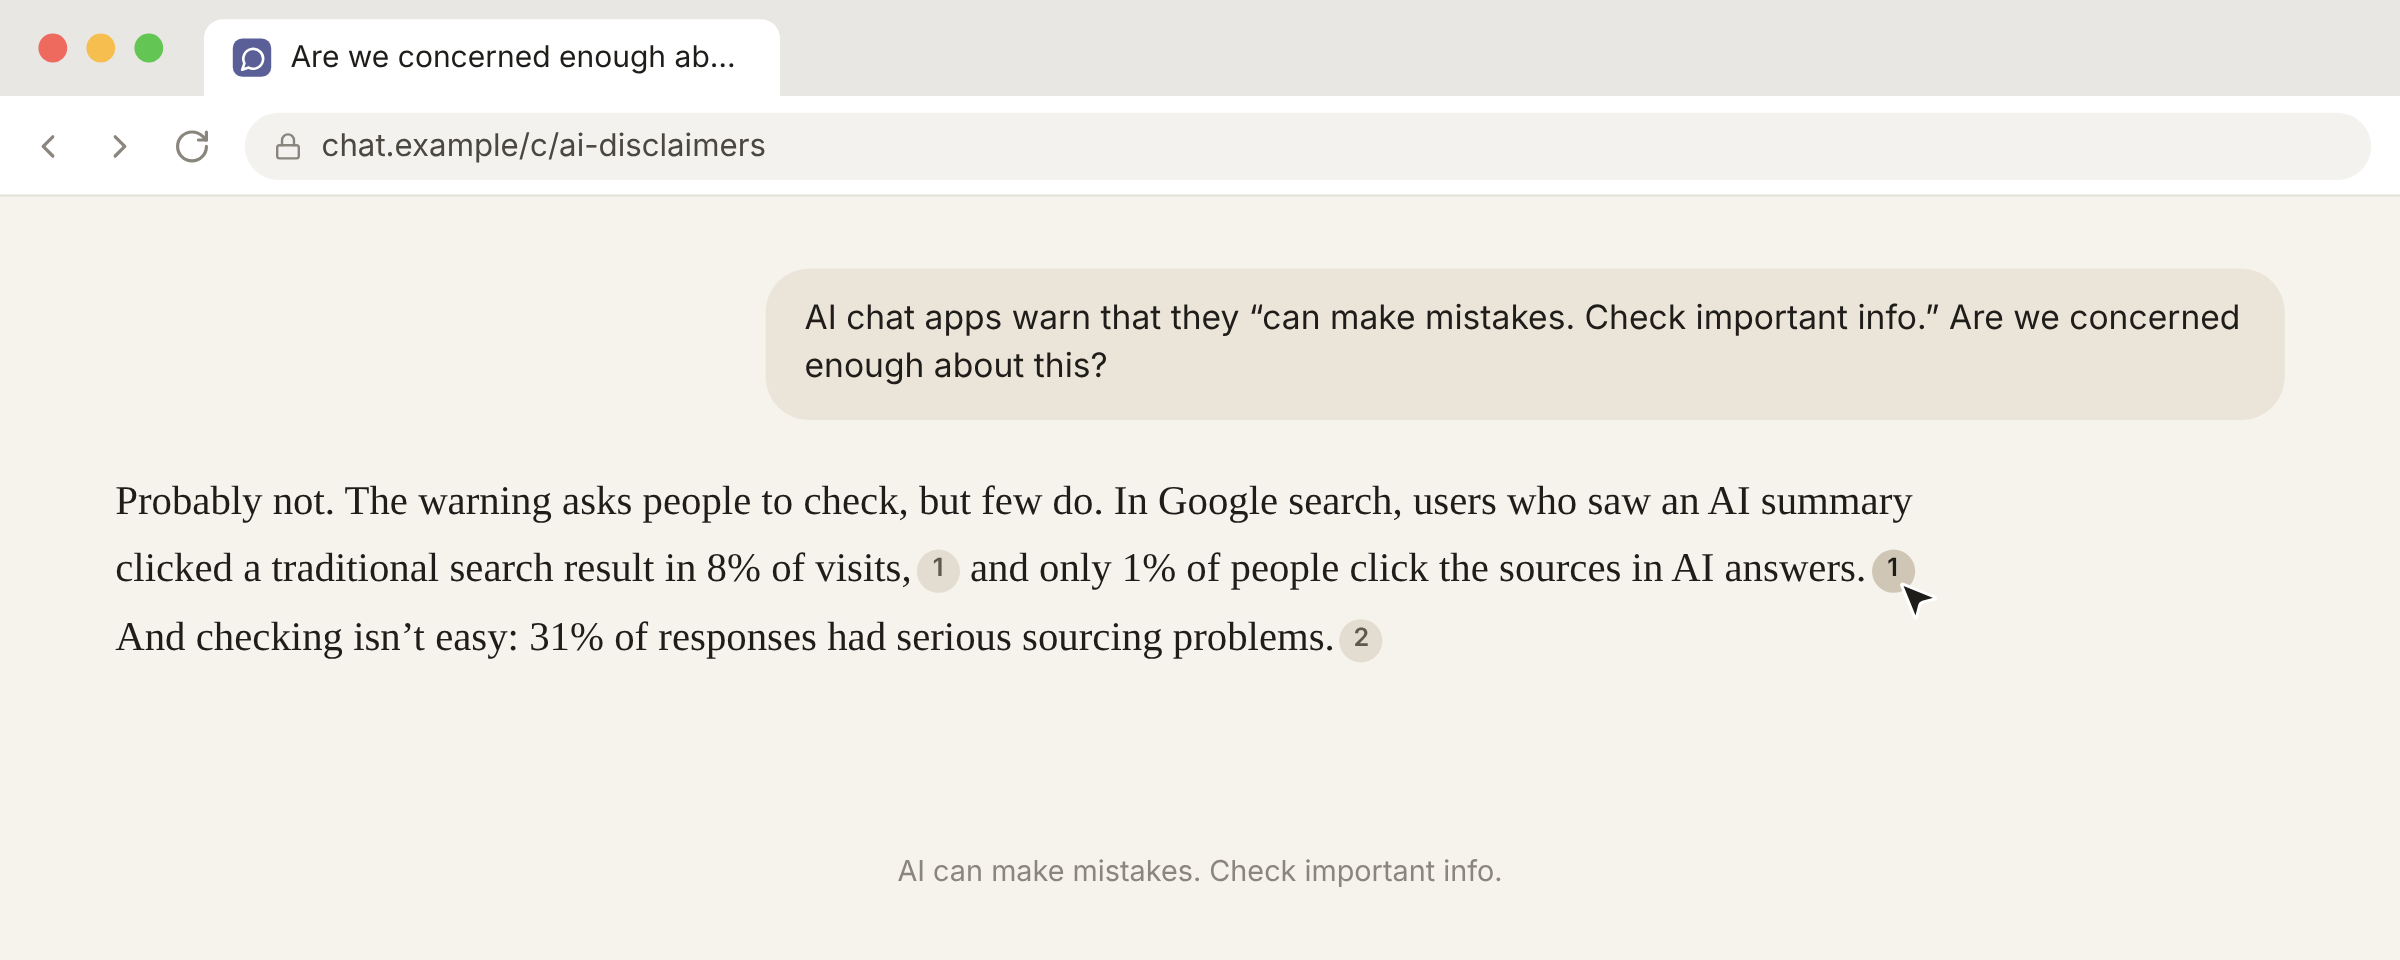 Are we concerned enough ab...
chat.example/c/ai-disclaimers
AI chat apps warn that they “can make mistakes. Check important info.” Are we concerned
enough about this?
Probably not. The warning asks people to check, but few do. In Google search, users who saw an AI summary
clicked a traditional search result in 8% of visits, 1 and only 1% of people click the sources in AI answers. 1
And checking isn’t easy: 31% of responses had serious sourcing problems. 2
AI can make mistakes. Check important info.